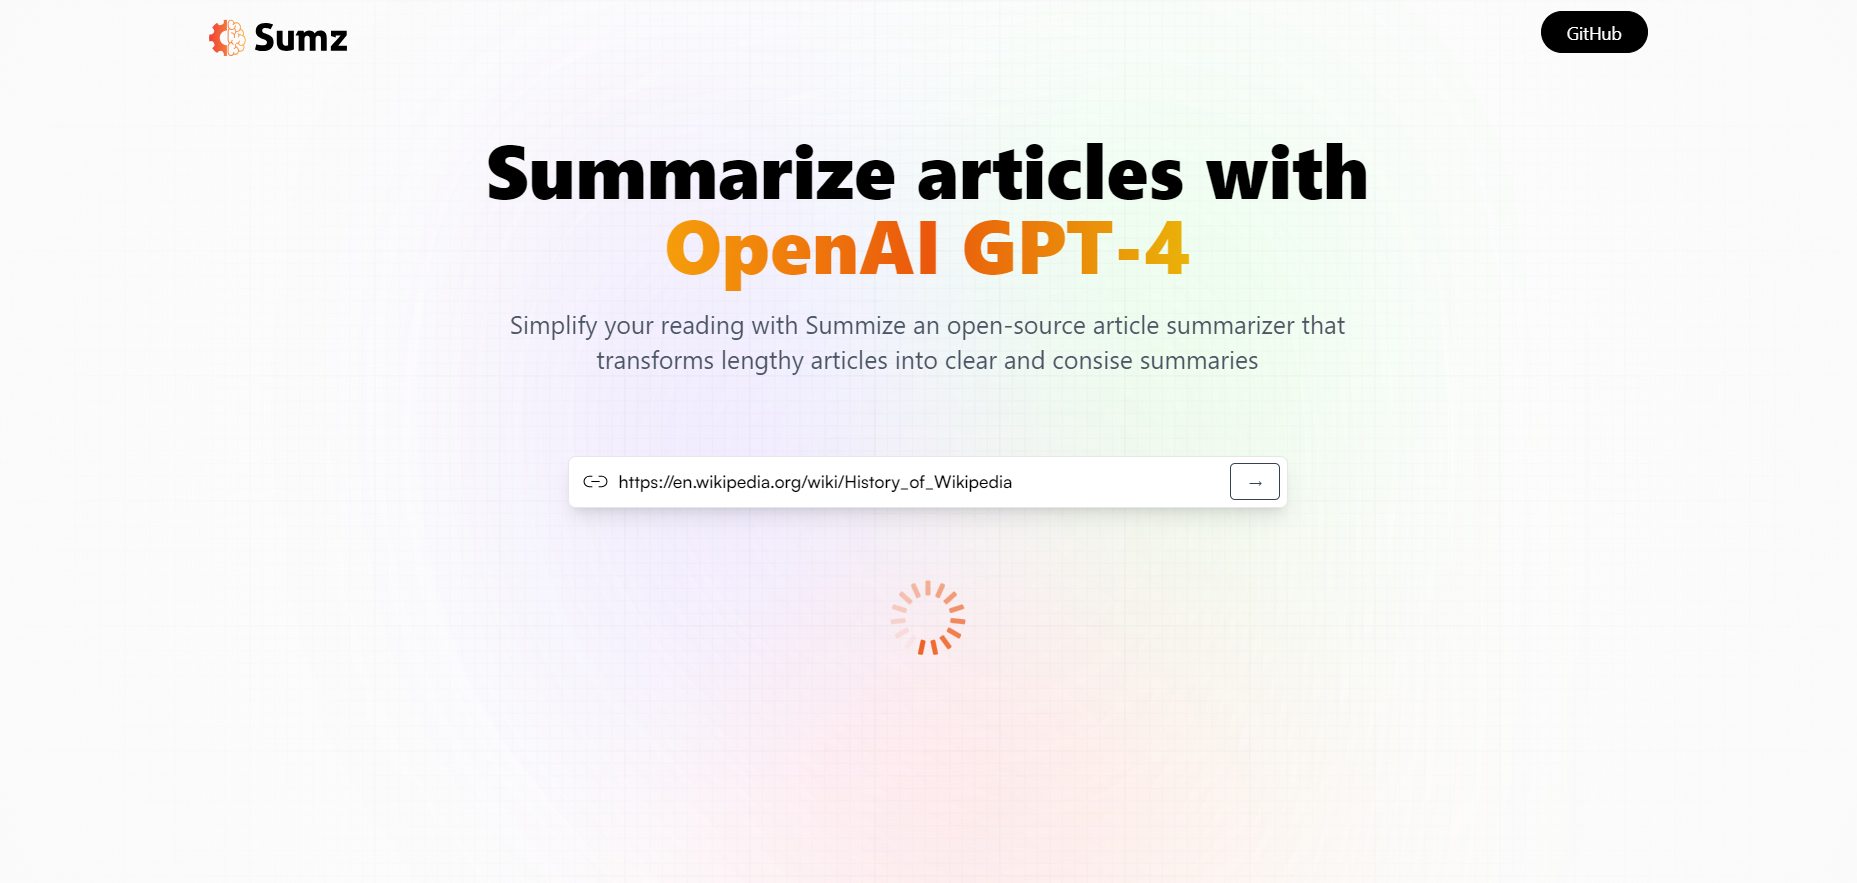 Sumz
GitHub
Summarize articles with
OpenAI GPT-4
Simplify your reading with Summize an open-source article summarizer that
transforms lengthy articles into clear and consise summaries
https://en.wikipedia.org/wiki/History_of_Wikipedia
→